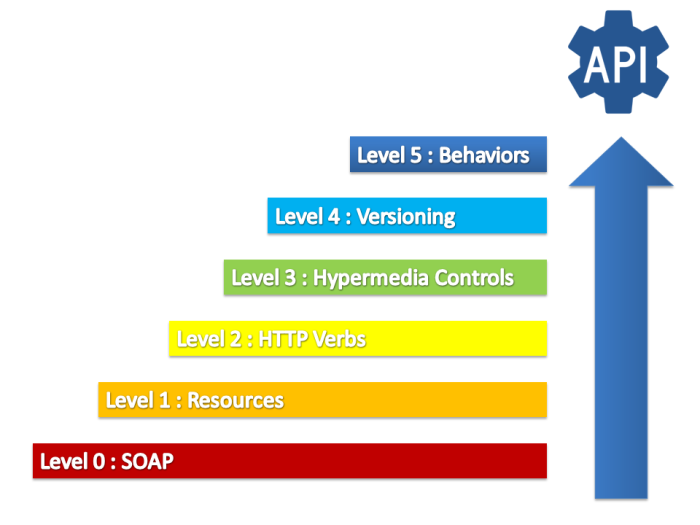 API
Level 5 : Behaviors
Level 4 : Versioning
Level 3 : Hypermedia Controls
Level 2 : HTTP Verbs
Level 1 : Resources
Level 0 : SOAP